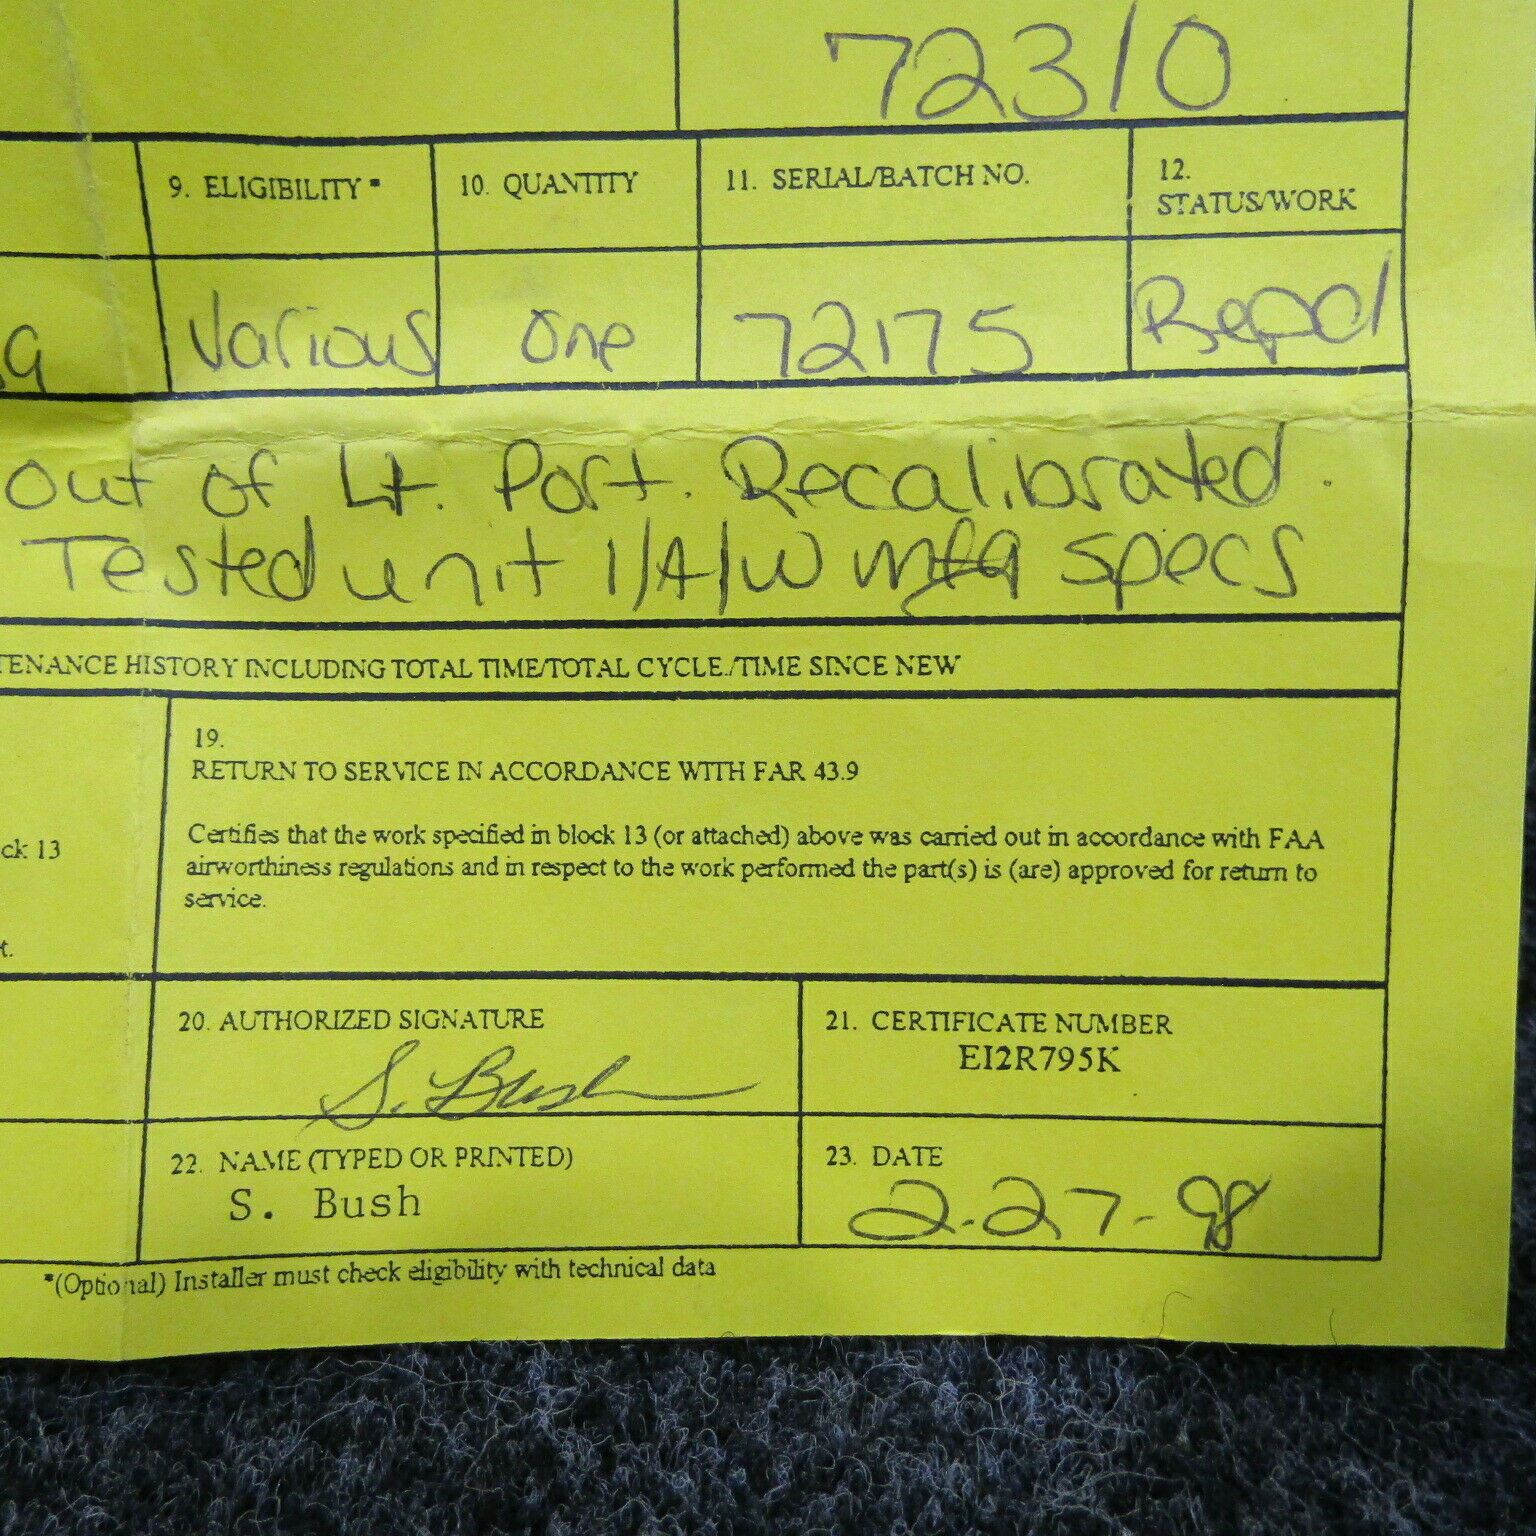 72310
9. ELIGIBILITY *
10. QUANTITY
11. SERIAL/BATCH NO.
12.
STATUS/WORK
Various
one
72175
Repd
out of Lt. Port. Recalibrated.
Tested unit I/A/W mfg specs
TENANCE HISTORY INCLUDING TOTAL TIME/TOTAL CYCLE./TIME SINCE NEW
19.
RETURN TO SERVICE IN ACCORDANCE WITH FAR 43.9
Certifies that the work specified in block 13 (or attached) above was carried out in accordance with FAA
airworthiness regulations and in respect to the work performed the part(s) is (are) approved for return to
service.
ck 13
t.
20. AUTHORIZED SIGNATURE
S. Bush
21. CERTIFICATE NUMBER
EI2R795K
22. NAME (TYPED OR PRINTED)
S. Bush
23. DATE
2-27-98
*(Optional) Installer must check eligibility with technical data